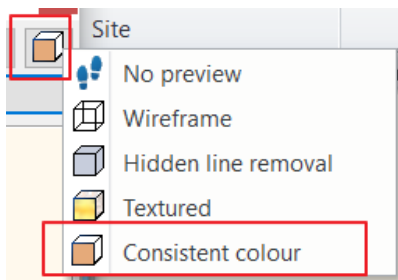 Site
No preview
Wireframe
Hidden line removal
Textured
Consistent colour